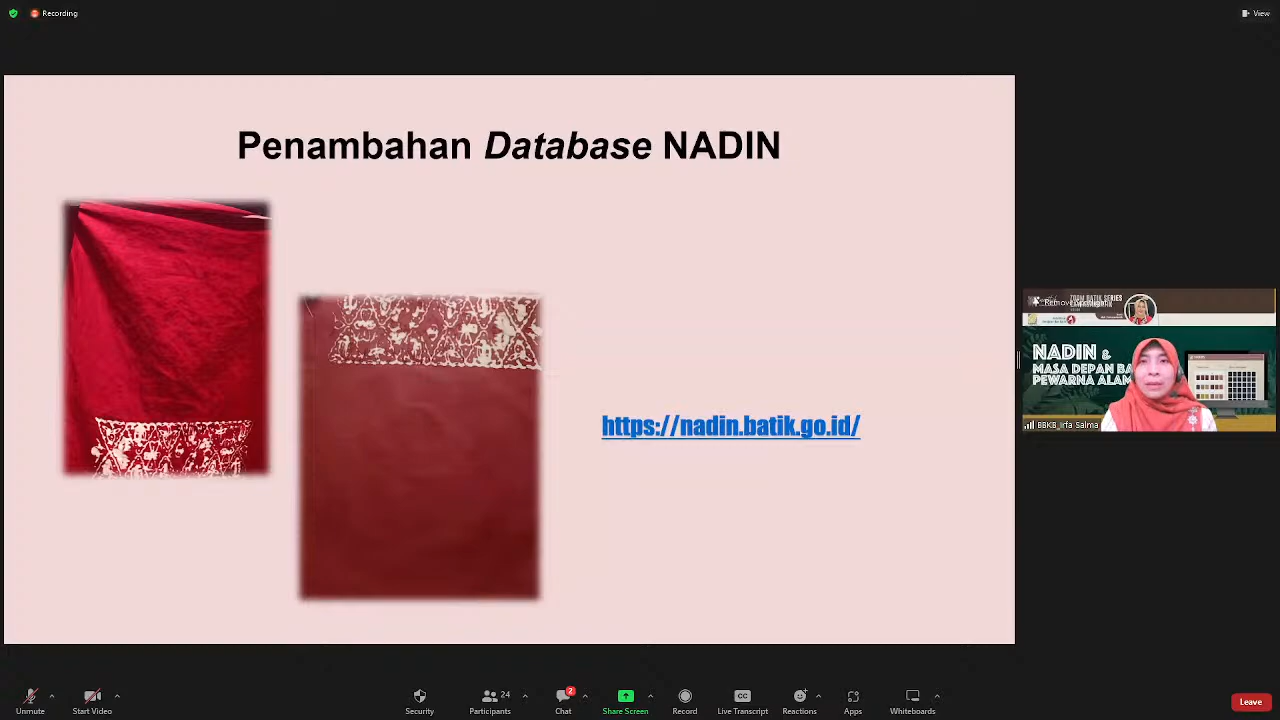 Recording
View
Penambahan Database NADIN
https://nadin.batik.go.id/
NADIN &
MASA DEPAN BA
PEWARNA ALAM
BBKB_Irfa Salma
Unmute
Start Video
Security
24
Participants
2
Chat
Share Screen
Record
CC
Live Transcript
Reactions
Apps
Whiteboards
Leave